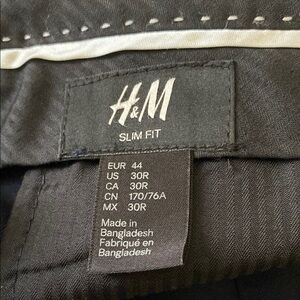 H&M
SLIM FIT
EUR 44
US 30R
CA 30R
CN 170/76A
MX 30R
Made in
Bangladesh
Fabriqué en
Bangladesh